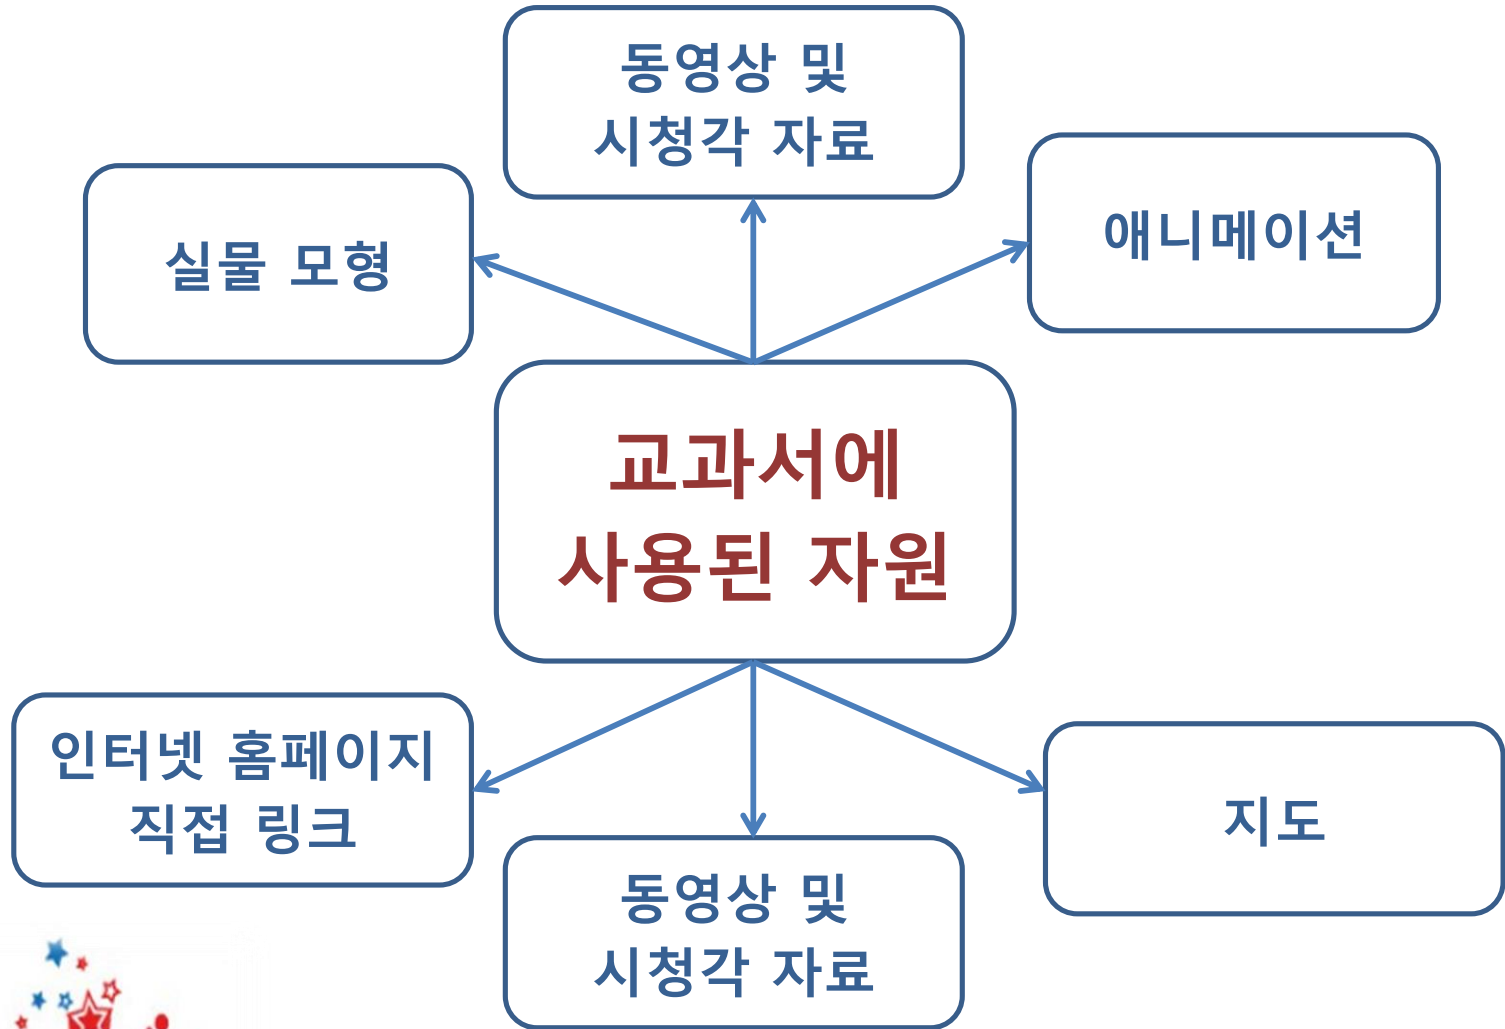 동영상 및
시청각 자료
실물 모형
애니메이션
교과서에
사용된 자원
인터넷 홈페이지
직접 링크
지도
동영상 및
시청각 자료